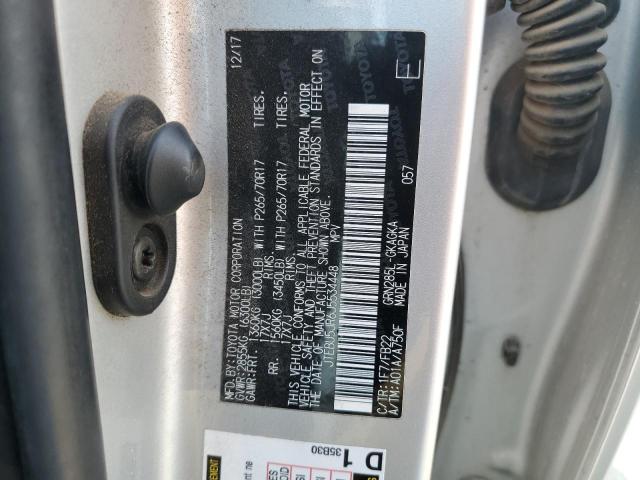 MFD.BY:TOYOTA MOTOR CORPORATION 12/17
GVWR:2855KG (6300LB)
GAWR:FRT. 1360KG (3000LB) WITH P265/70R17 TIRES.
17X7J RIMS.
RR. 1560KG (3450LB) WITH P265/70R17 TIRES.
17X7J RIMS.
THIS VEHICLE CONFORMS TO ALL APPLICABLE FEDERAL MOTOR
VEHICLE SAFETY AND THEFT PREVENTION STANDARDS IN EFFECT ON
THE DATE OF MANUFACTURE SHOWN ABOVE.
MPV
C/TR:1F7/FB22 GRN285L-GKAGKA 057
A/TM:A01A/A750F MADE IN JAPAN
TOYOTA
D 1
35B30